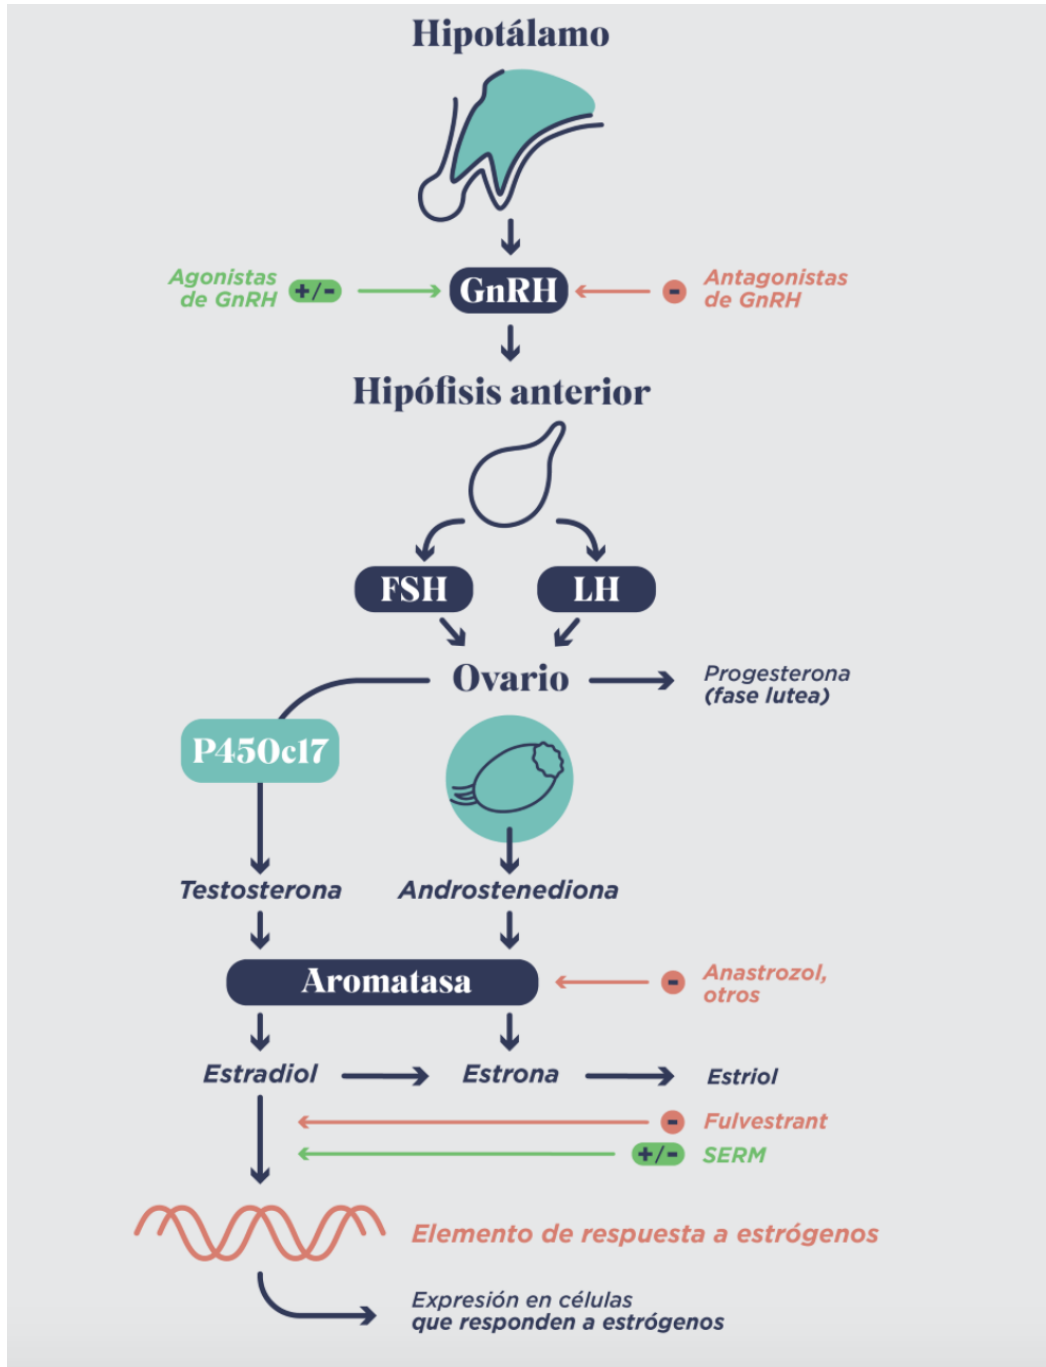 Hipotálamo
Agonistas
de GnRH
+/-
GnRH
-
Antagonistas
de GnRH
Hipófisis anterior
FSH
LH
Ovario
Progesterona
(fase lutea)
P450c17
Testosterona
Androstenediona
Aromatasa
-
Anastrozol,
otros
Estradiol
Estrona
Estriol
-
Fulvestrant
+/-
SERM
Elemento de respuesta a estrógenos
Expresión en células
que responden a estrógenos